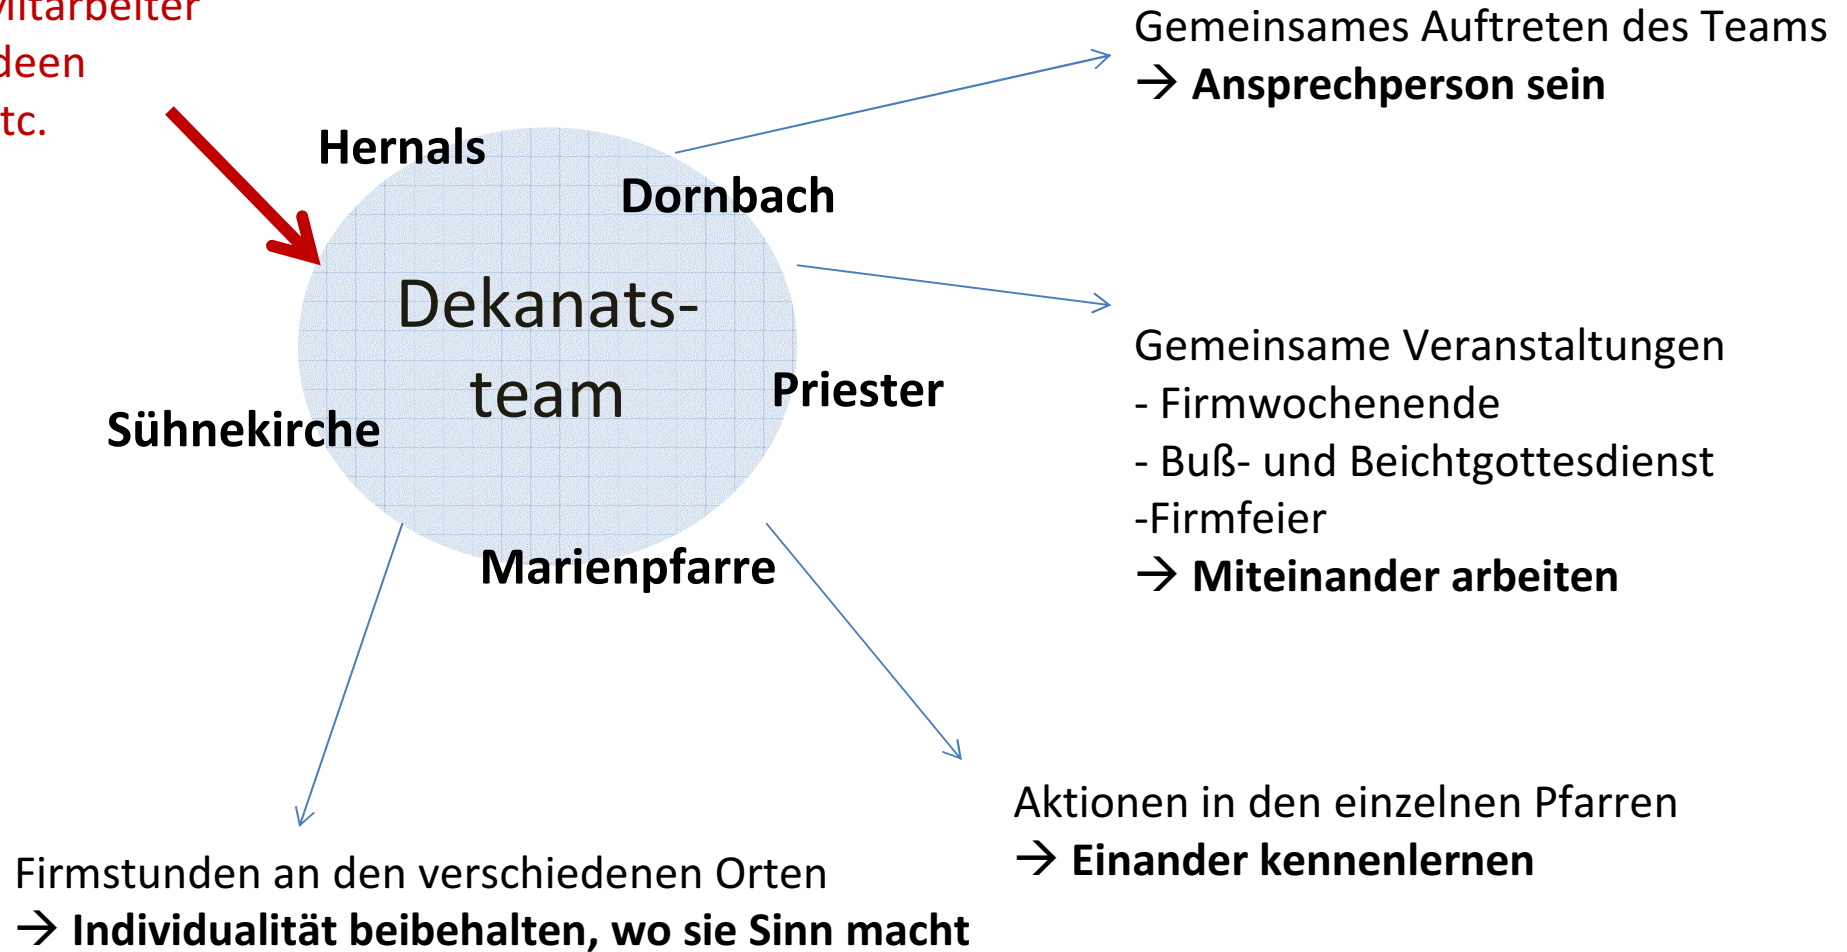 Mitarbeiter
deen
tc.
Hernals
Dornbach
Dekanats-
team
Priester
Sühnekirche
Marienpfarre
Gemeinsames Auftreten des Teams
→ Ansprechperson sein
Gemeinsame Veranstaltungen
- Firmwochenende
- Buß- und Beichtgottesdienst
-Firmfeier
→ Miteinander arbeiten
Aktionen in den einzelnen Pfarren
→ Einander kennenlernen
Firmstunden an den verschiedenen Orten
→ Individualität beibehalten, wo sie Sinn macht